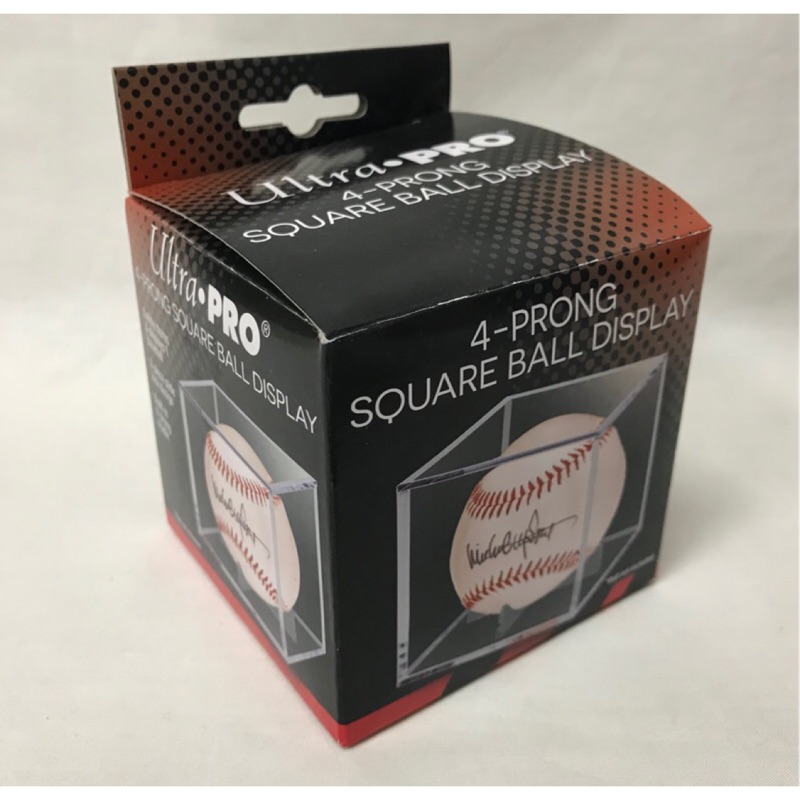 Ultra•PRO
4-PRONG
SQUARE BALL DISPLAY
Ultra•PRO®
4-PRONG SQUARE BALL DISPLAY
4-PRONG
SQUARE BALL DISPLAY